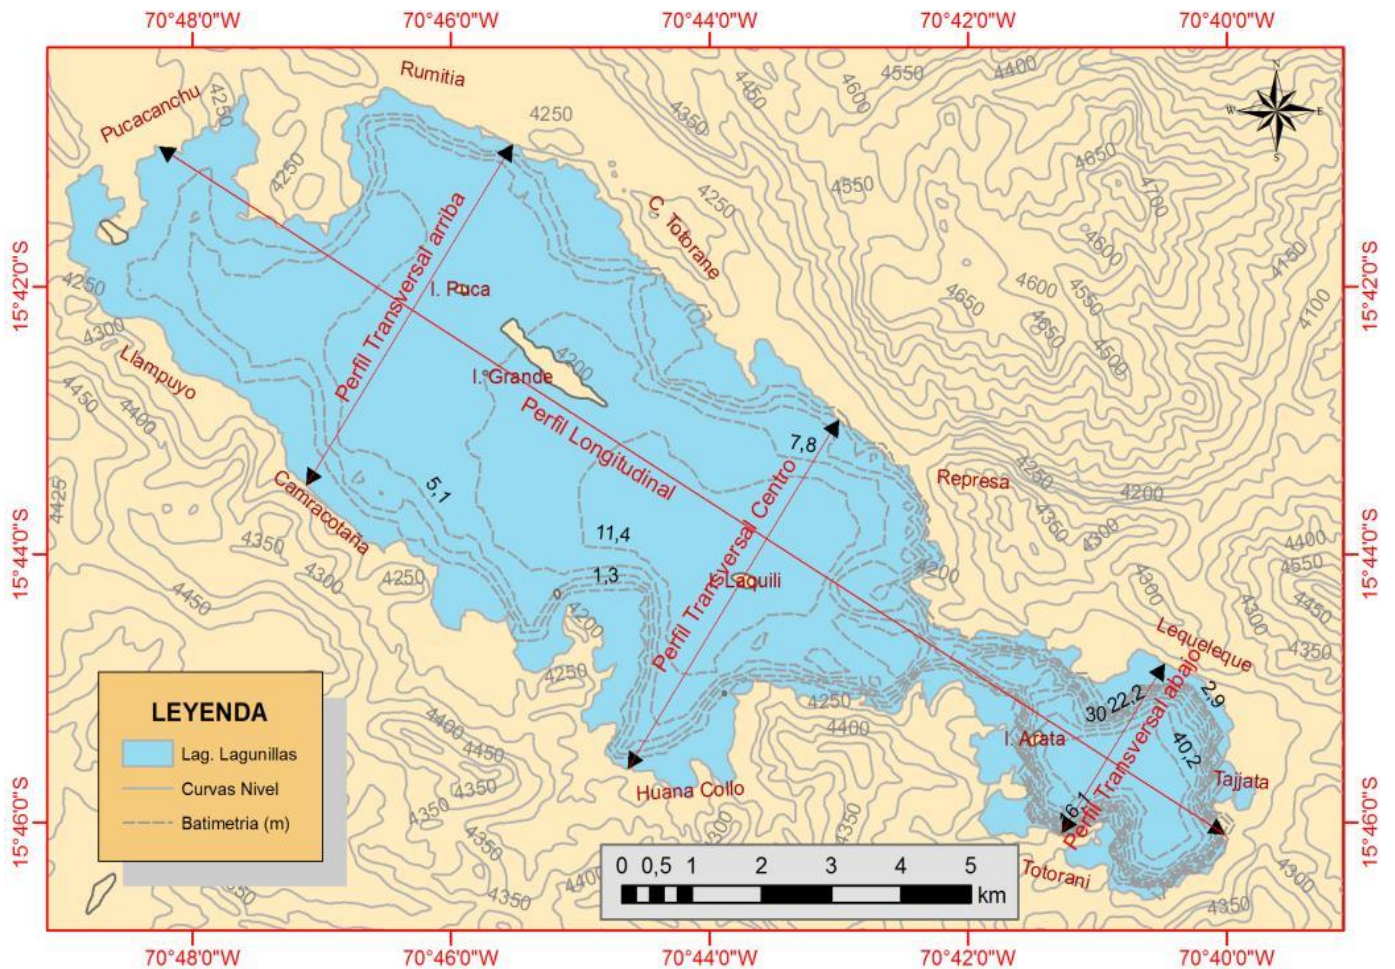 70°48'0"W
70°46'0"W
70°44'0"W
70°42'0"W
70°40'0"W
Rumitia
Pucacanchu
4250
4250
4250
4350
4450
4600
4550
4400
4650
4700
4550
4600
4150
4250
C. Totorane
N
W
E
S
15°42'0"S
15°42'0"S
4250
4300
Llampuyo
4450
4400
Perfil Transversal arriba
I. Puca
4200
I. Grande
Perfil Longitudinal
4650
4600
4550
4650
4500
4100
4425
Camracotaña
5,1
7,8
11,4
1,3
Perfil Transversal Centro
Laquili
Represa
4250
4200
4350
4300
4200
4400
4550
4450
4300
4300
4350
15°44'0"S
15°44'0"S
4350
4300
4250
4450
4200
4250
Lequeleque
LEYENDA
Lag. Lagunillas
Curvas Nivel
Batimetria (m)
4400
4450
4350
4350
4250
4400
Huana Collo
4300
4350
4400
30
22,2
2,9
I. Arata
40,2
16,1
Perfil Transversal abajo
Tajjata
Totorani
4300
4350
15°46'0"S
15°46'0"S
0 0,5 1 2 3 4 5
km
4350
70°48'0"W
70°46'0"W
70°44'0"W
70°42'0"W
70°40'0"W